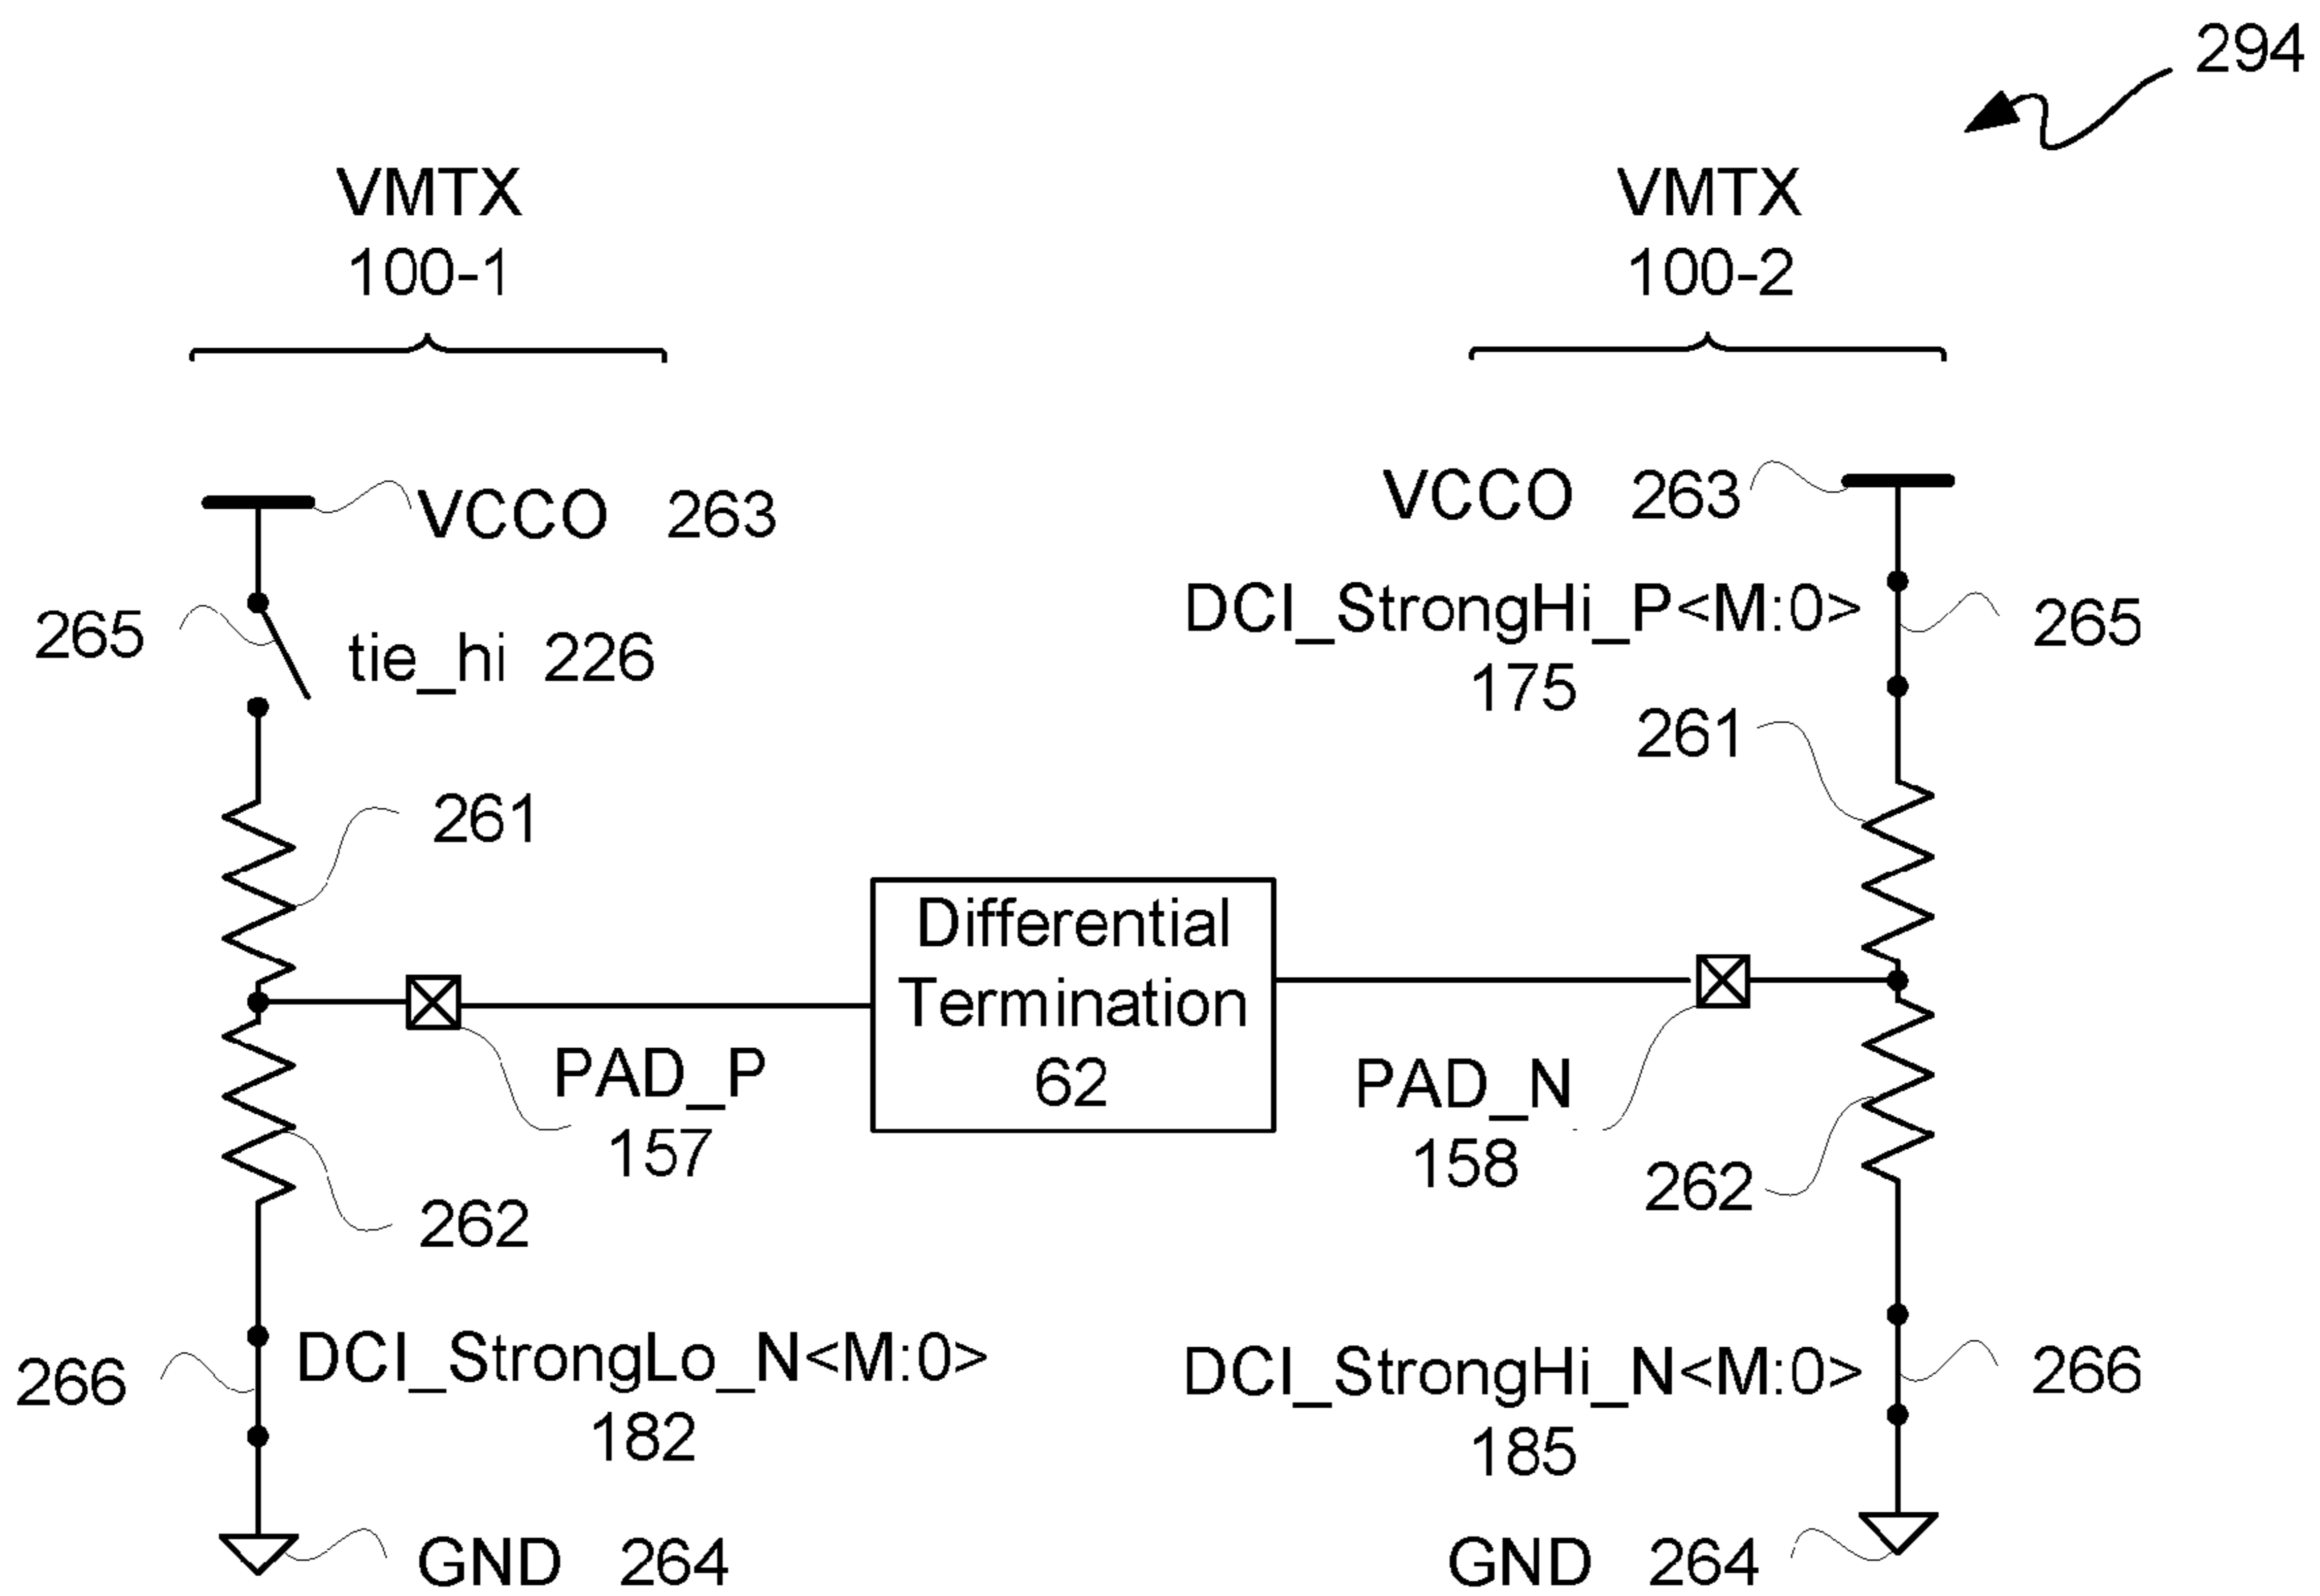 294
VMTX
100-1
VMTX
100-2
VCCO 263
VCCO 263
265
tie_hi 226
DCI_StrongHi_P<M:0>
175
265
261
261
Differential
Termination
62
PAD_P
157
PAD_N
158
262
262
266
DCI_StrongLo_N<M:0>
182
DCI_StrongHi_N<M:0>
185
266
GND 264
GND 264